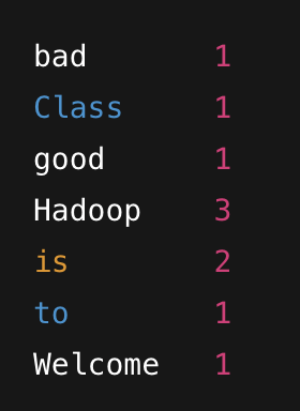 bad 1
Class 1
good 1
Hadoop 3
is 2
to 1
Welcome 1